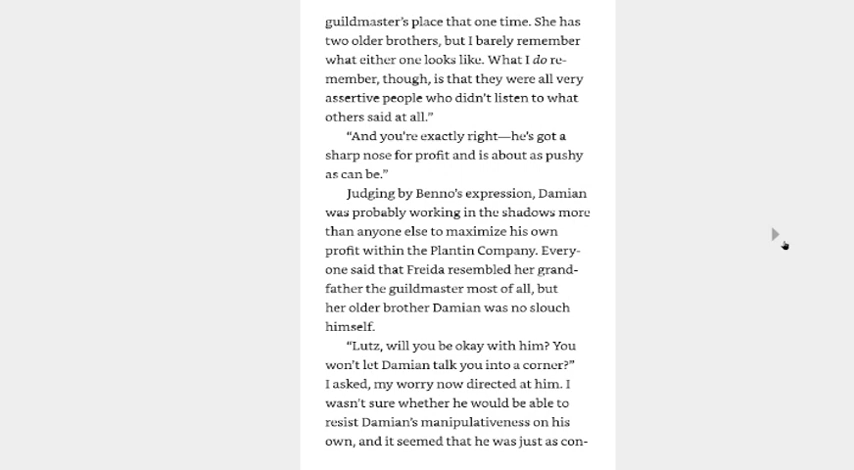 guildmaster's place that one time. She has
two older brothers, but I barely remember
what either one looks like. What I do re-
member, though, is that they were all very
assertive people who didn't listen to what
others said at all.”
“And you're exactly right—he's got a
sharp nose for profit and is about as pushy
as can be.”
Judging by Benno's expression, Damian
was probably working in the shadows more
than anyone else to maximize his own
profit within the Plantin Company. Every-
one said that Freida resembled her grand-
father the guildmaster most of all, but
her older brother Damian was no slouch
himself.
“Lutz, will you be okay with him? You
won't let Damian talk you into a corner?”
I asked, my worry now directed at him. I
wasn't sure whether he would be able to
resist Damian's manipulativeness on his
own, and it seemed that he was just as con-